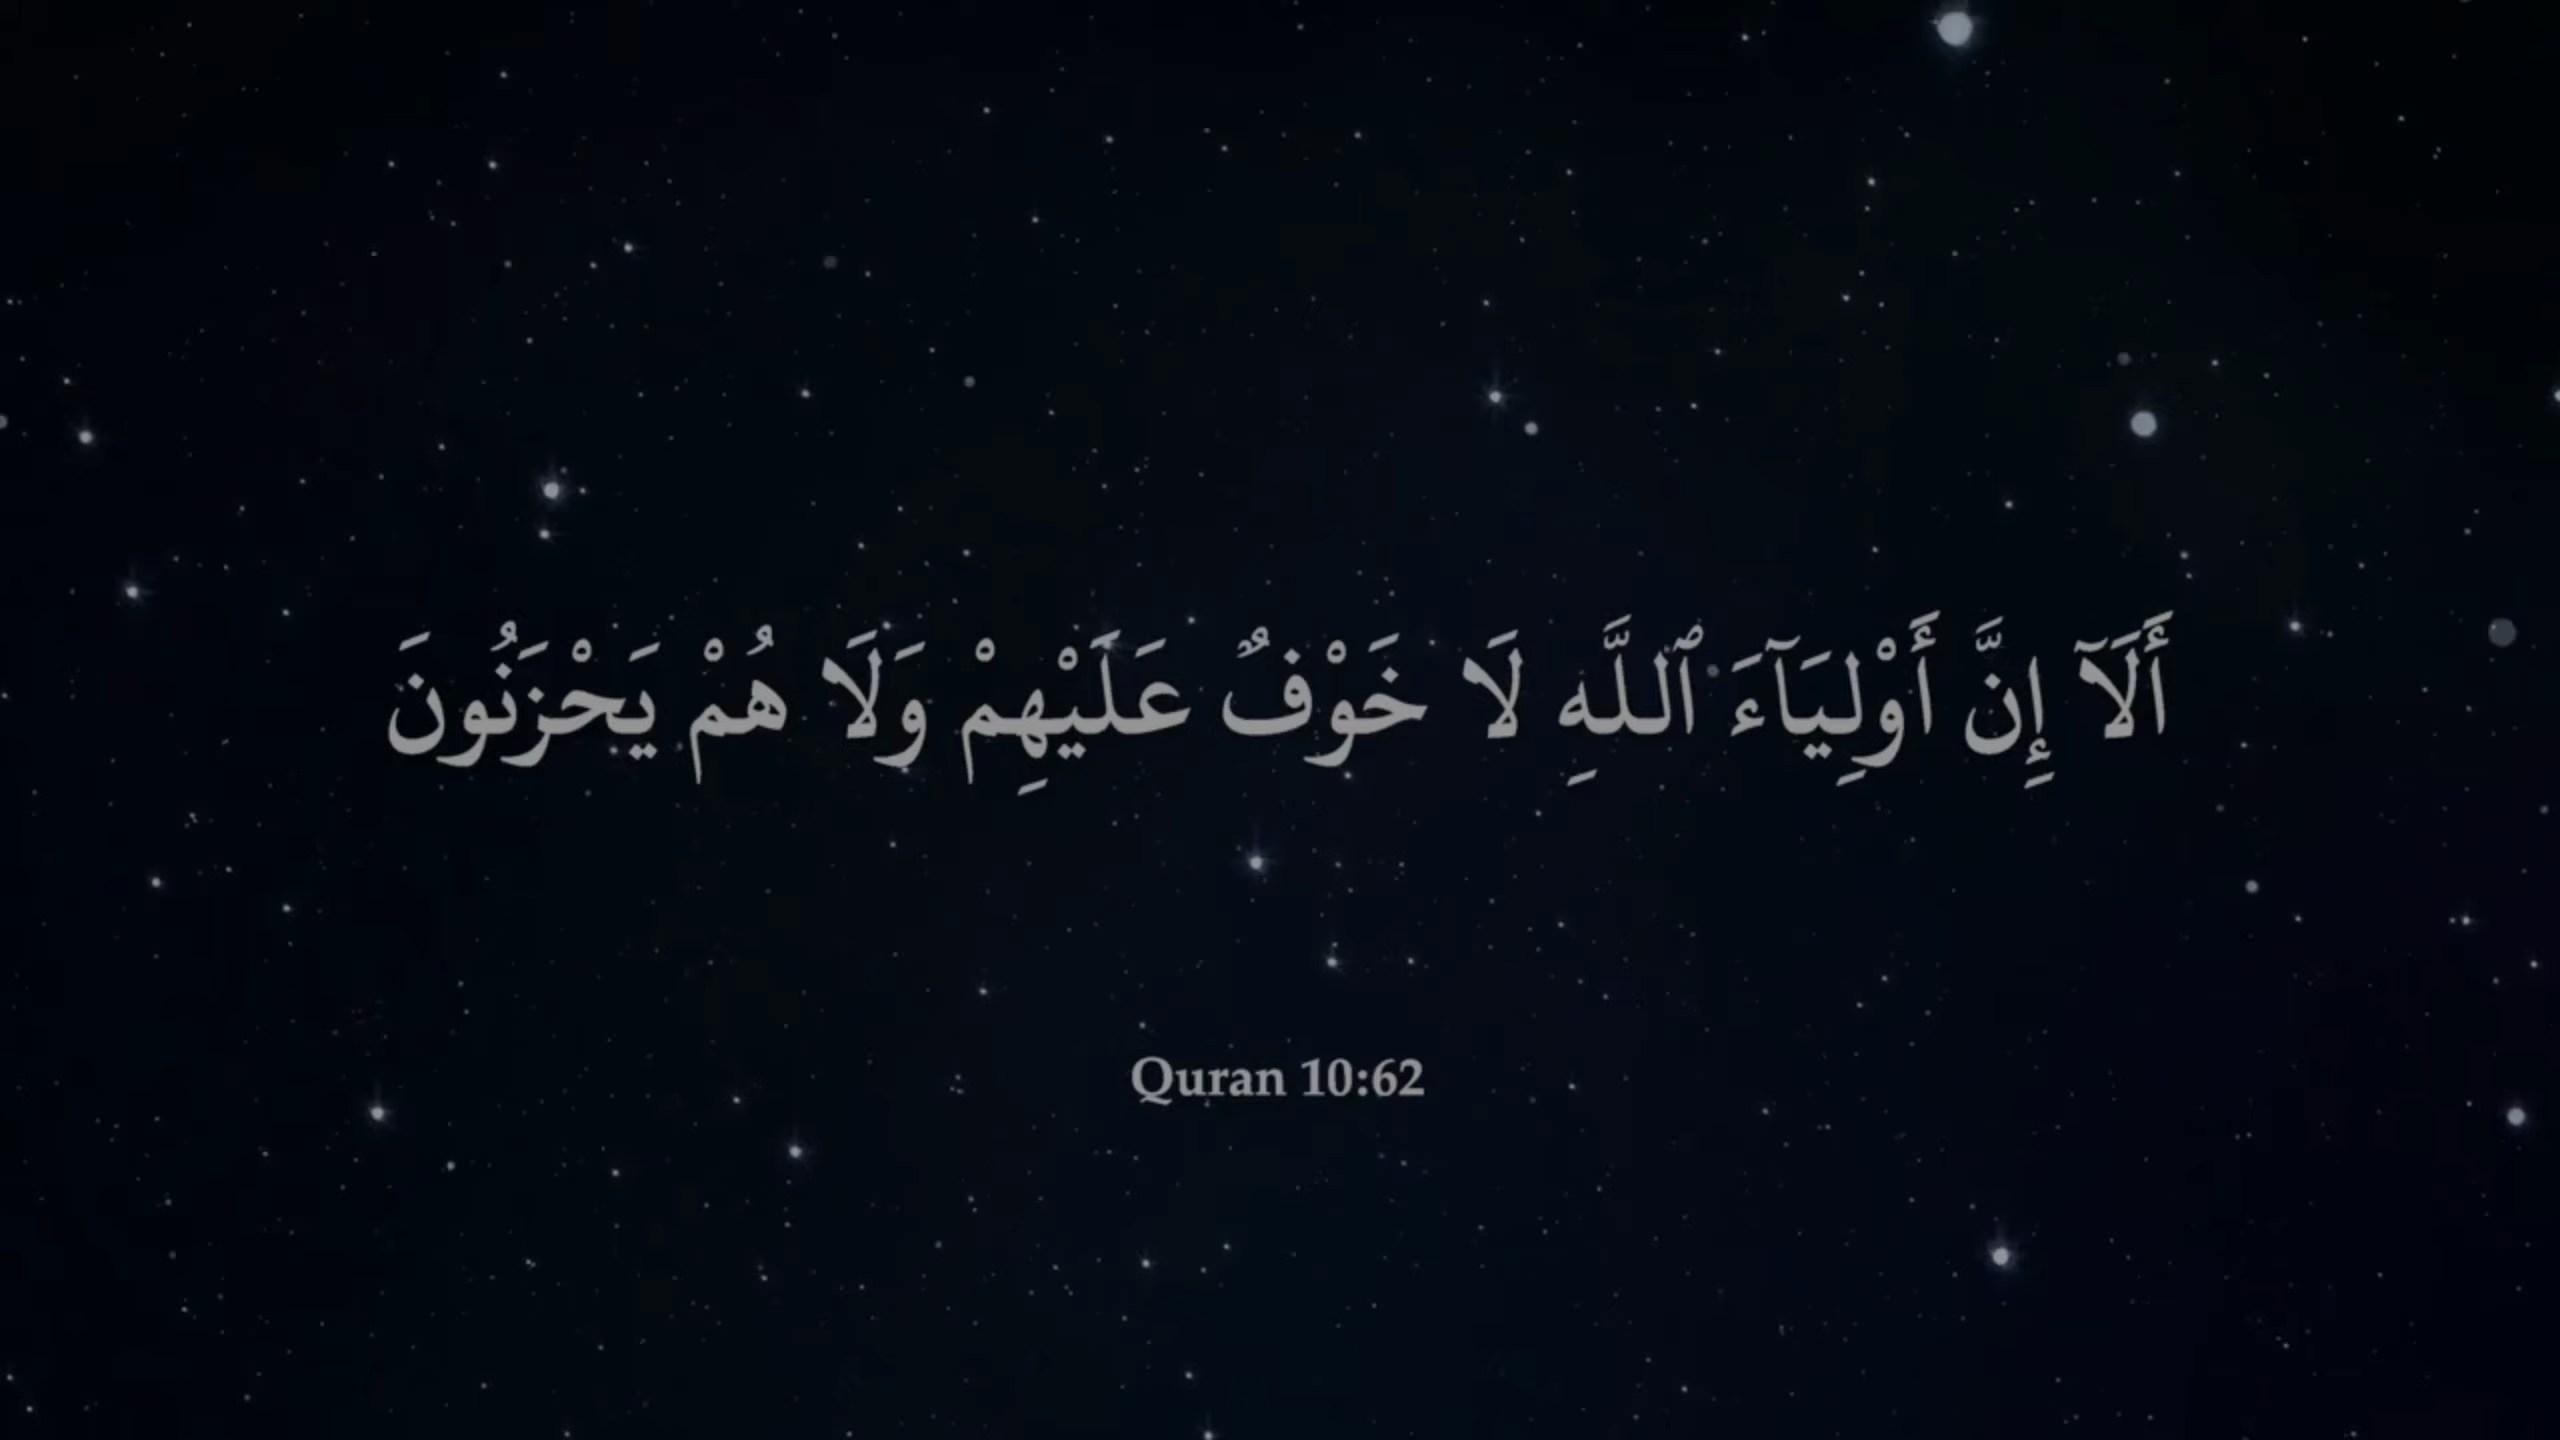 أَلَآ إِنَّ أَوْلِيَآءَ ٱللَّهِ لَا خَوْفٌ عَلَيْهِمْ وَلَا هُمْ يَحْزَنُونَ
Quran 10:62